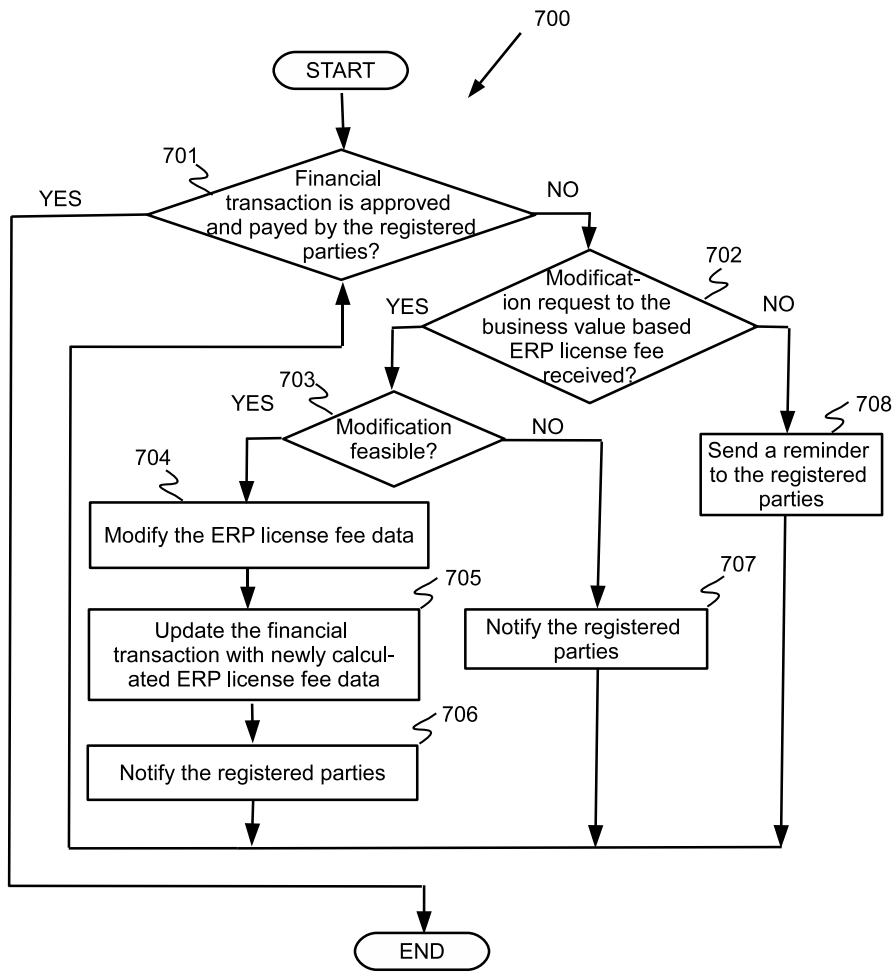 700
START
701
Financial
transaction is approved
and payed by the registered
parties?
YES
NO
702
Modificat-
ion request to the
business value based
ERP license fee
received?
YES
NO
703
Modification
feasible?
YES
NO
708
Send a reminder
to the registered
parties
704
Modify the ERP license fee data
705
Update the financial
transaction with newly calcul-
ated ERP license fee data
707
Notify the registered
parties
706
Notify the registered parties
END